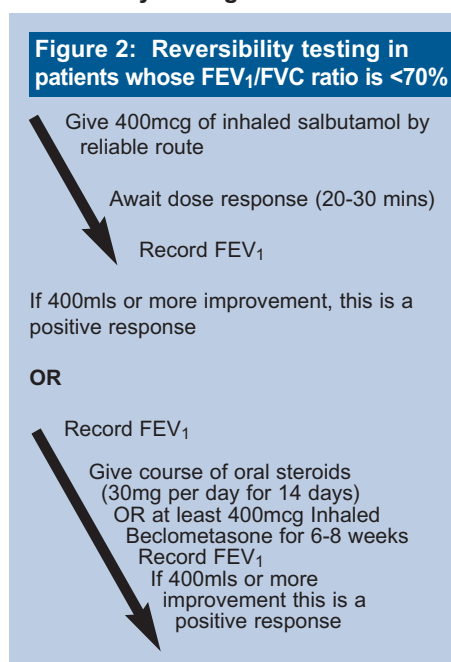 Figure 2: Reversibility testing in
patients whose FEV₁/FVC ratio is <70%
Give 400mcg of inhaled salbutamol by
reliable route
Await dose response (20-30 mins)
Record FEV₁
If 400mls or more improvement, this is a
positive response
OR
Record FEV₁
Give course of oral steroids
(30mg per day for 14 days)
OR at least 400mcg Inhaled
Beclometasone for 6-8 weeks
Record FEV₁
If 400mls or more
improvement this is a
positive response